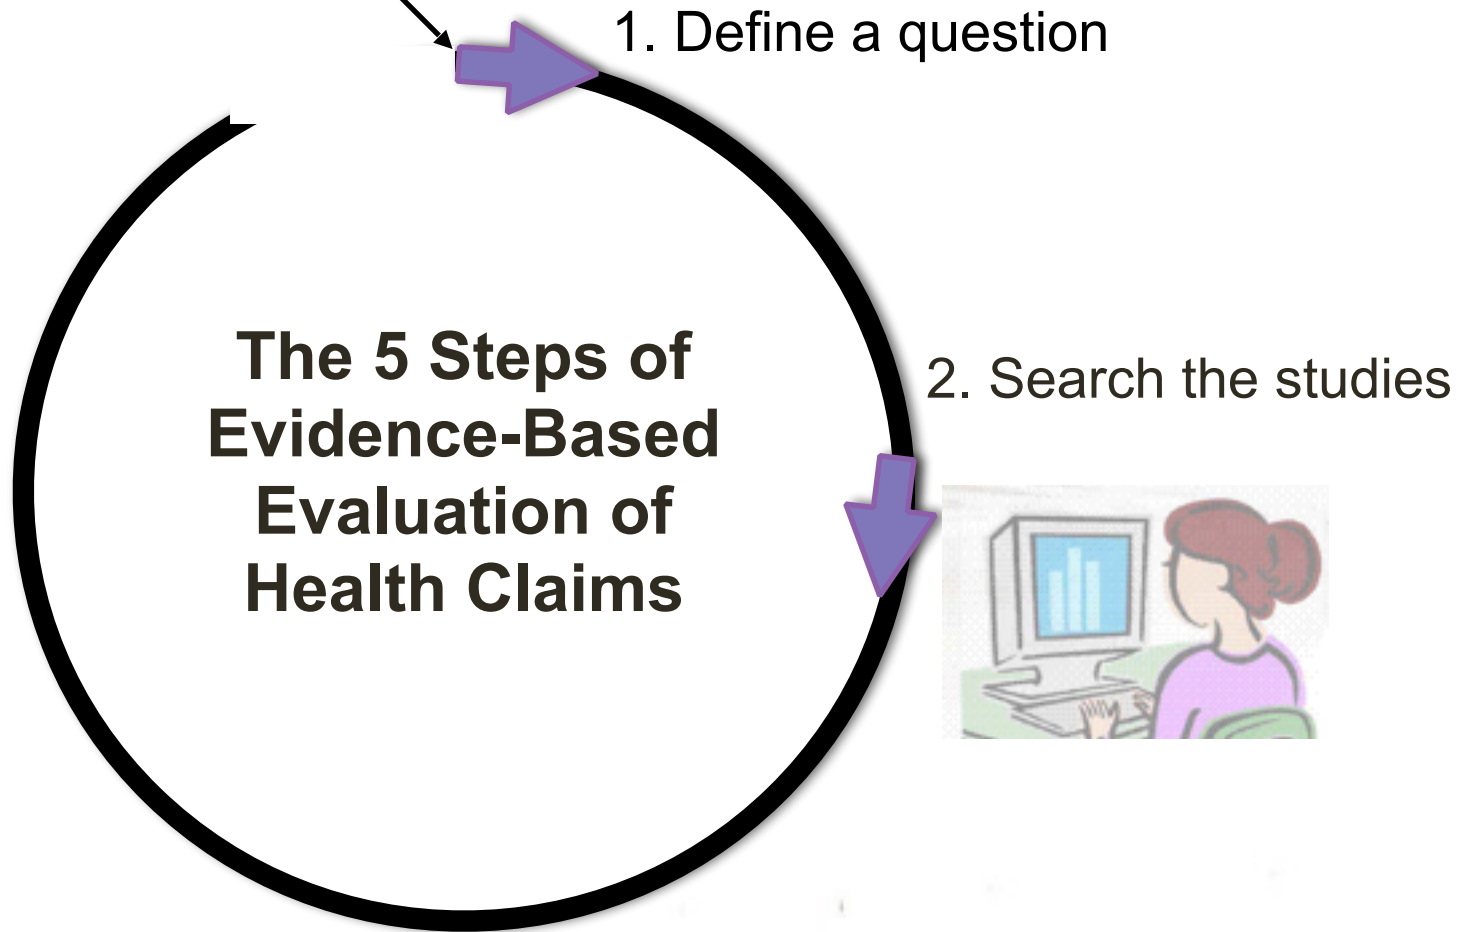 1. Define a question
The 5 Steps of
Evidence-Based
Evaluation of
Health Claims
2. Search the studies